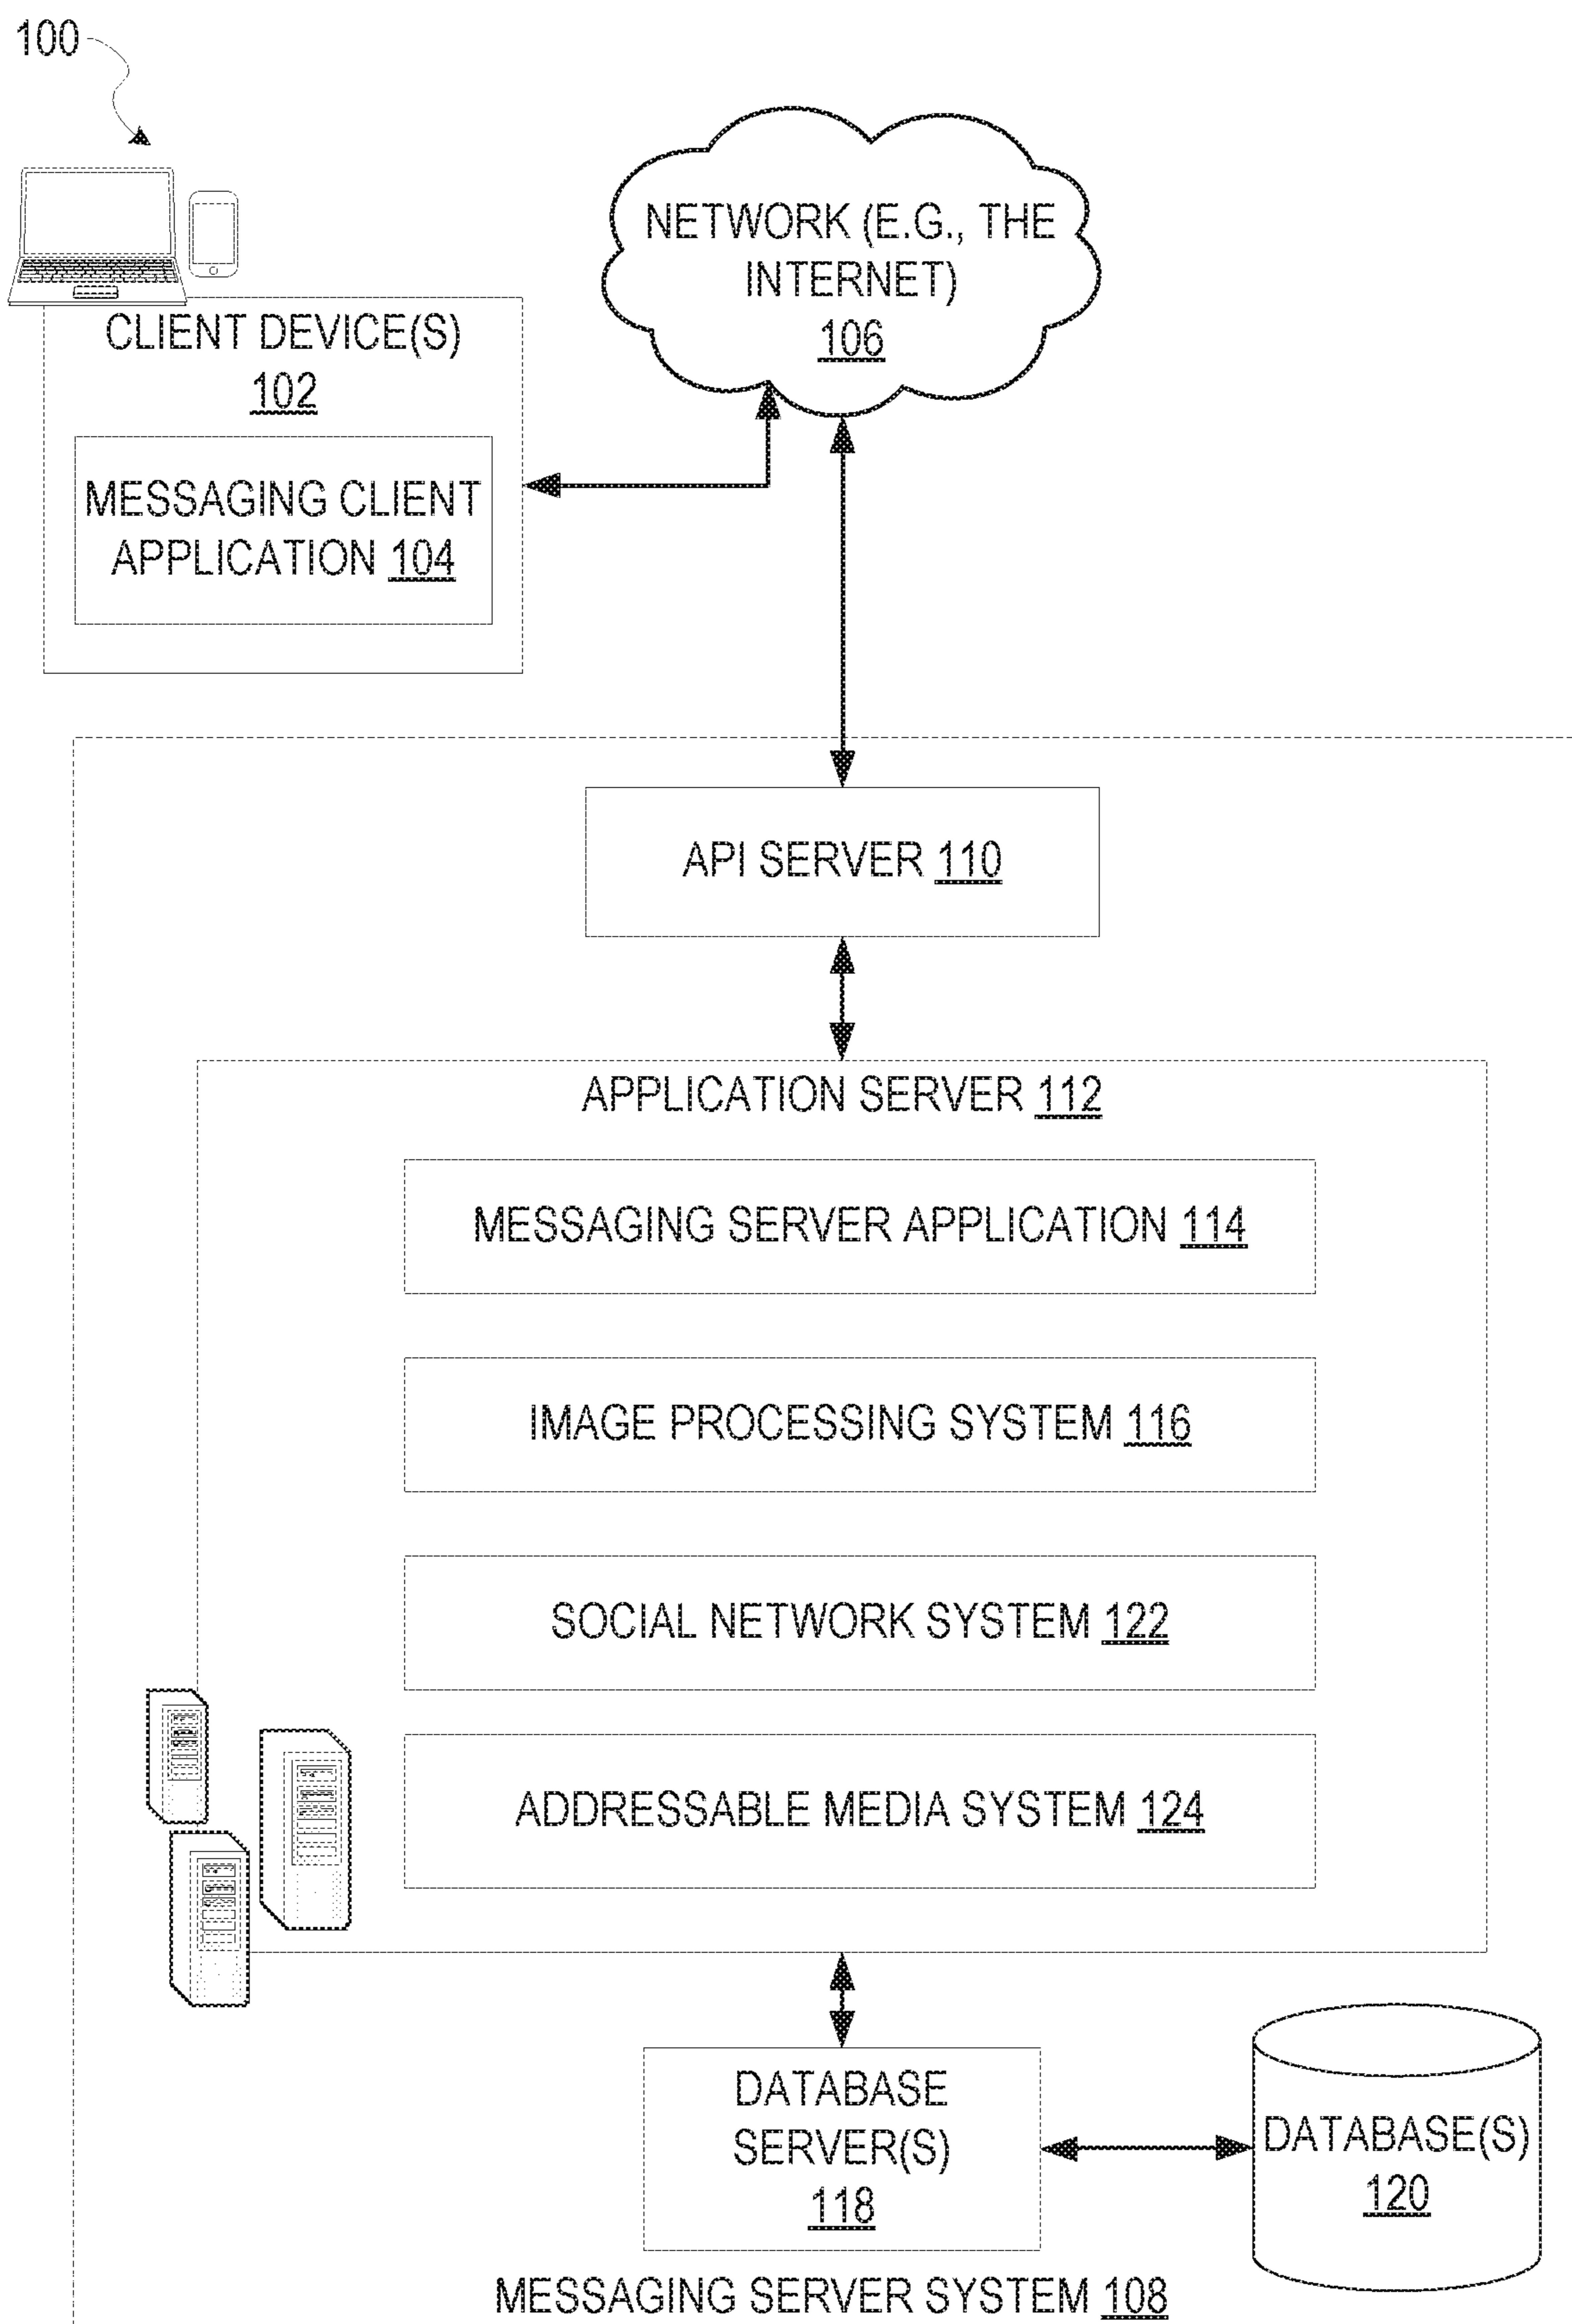 100
NETWORK (E.G., THE
INTERNET)
106
CLIENT DEVICE(S)
102
MESSAGING CLIENT
APPLICATION 104
API SERVER 110
APPLICATION SERVER 112
MESSAGING SERVER APPLICATION 114
IMAGE PROCESSING SYSTEM 116
SOCIAL NETWORK SYSTEM 122
ADDRESSABLE MEDIA SYSTEM 124
DATABASE
SERVER(S)
118
DATABASE(S)
120
MESSAGING SERVER SYSTEM 108